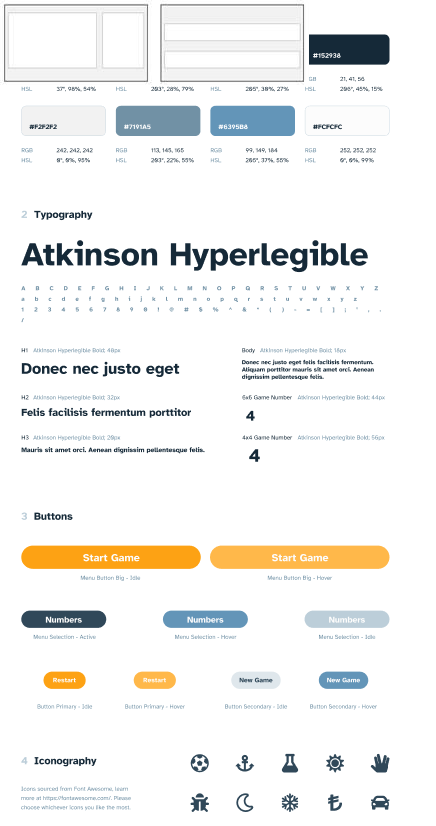 #152938
GB 21, 41, 56
HSL 37°, 98%, 54% HSL 203°, 28%, 79% HSL 205°, 38%, 27% HSL 206°, 45%, 15%
#F2F2F2 #7191A5 #6395B8 #FCFCFC
RGB 242, 242, 242 RGB 113, 145, 165 RGB 99, 149, 184 RGB 252, 252, 252
HSL 0°, 0%, 95% HSL 203°, 22%, 55% HSL 205°, 37%, 55% HSL 0°, 0%, 99%
2 Typography
Atkinson Hyperlegible
A B C D E F G H I J K L M N O P Q R S T U V W X Y Z
a b c d e f g h i j k l m n o p q r s t u v w x y z
1 2 3 4 5 6 7 8 9 0 ! @ # $ % ^ & * ( ) - = [ ] ; ' , .
/
H1 Atkinson Hyperlegible Bold; 40px
Donec nec justo eget
H2 Atkinson Hyperlegible Bold; 32px
Felis facilisis fermentum porttitor
H3 Atkinson Hyperlegible Bold; 20px
Mauris sit amet orci. Aenean dignissim pellentesque felis.
Body Atkinson Hyperlegible Bold; 18px
Donec nec justo eget felis facilisis fermentum.
Aliquam porttitor mauris sit amet orci. Aenean
dignissim pellentesque felis.
6x6 Game Number Atkinson Hyperlegible Bold; 44px
4
4x4 Game Number Atkinson Hyperlegible Bold; 56px
4
3 Buttons
Start Game Start Game
Menu Button Big - Idle Menu Button Big - Hover
Numbers Numbers Numbers
Menu Selection - Active Menu Selection - Hover Menu Selection - Idle
Restart Restart New Game New Game
Button Primary - Idle Button Primary - Hover Button Secondary - Idle Button Secondary - Hover
4 Iconography
Icons sourced from Font Awesome, learn
more at https://fontawesome.com/. Please
choose whichever icons you like the most.